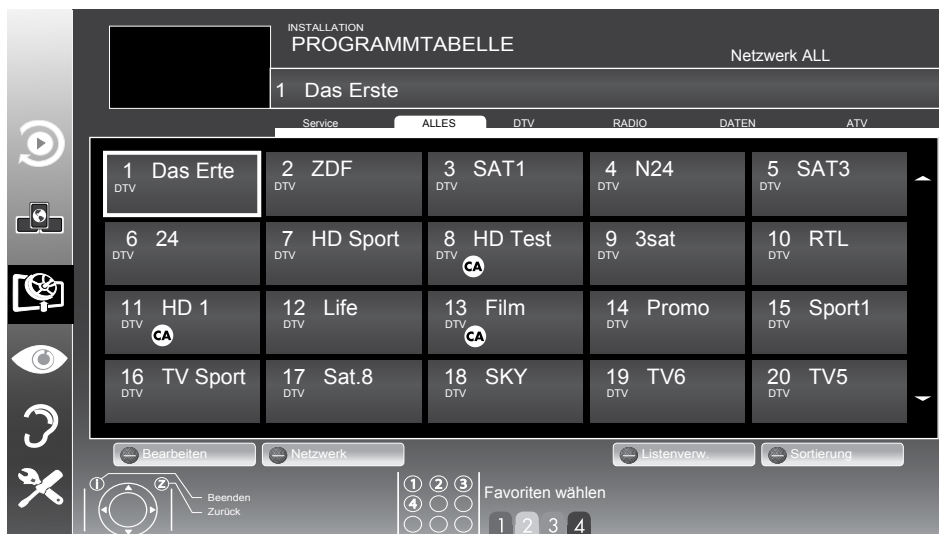 INSTALLATION
PROGRAMMTABELLE
Netzwerk ALL
1 Das Erste
Service ALLES DTV RADIO DATEN ATV
1 Das Erte
DTV
2 ZDF
DTV
3 SAT1
DTV
4 N24
DTV
5 SAT3
DTV
6 24
DTV
7 HD Sport
DTV
8 HD Test
DTV
CA
9 3sat
DTV
10 RTL
DTV
11 HD 1
DTV
CA
12 Life
DTV
13 Film
DTV
CA
14 Promo
DTV
15 Sport1
DTV
16 TV Sport
DTV
17 Sat.8
DTV
18 SKY
DTV
19 TV6
DTV
20 TV5
DTV
Bearbeiten Netzwerk Listenverw. Sortierung
I Z
Beenden
Zurück
1 2 3
4
Favoriten wählen
1 2 3 4